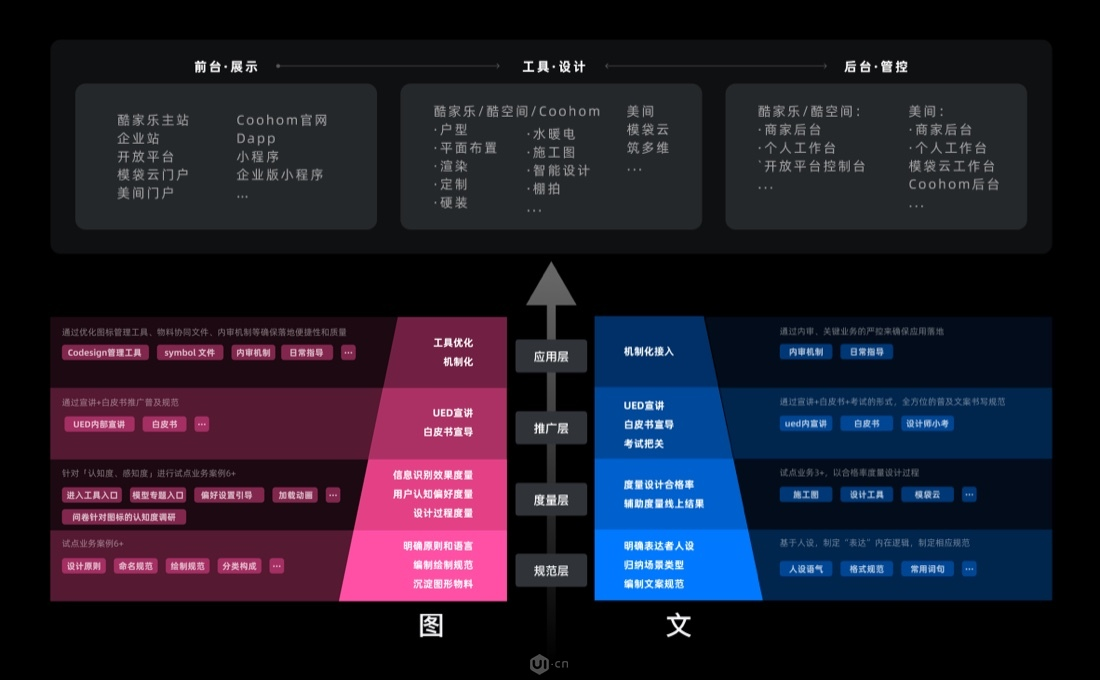 前台·展示
工具·设计
后台·管控
酷家乐主站
企业站
开放平台
模袋云门户
美间门户
Coohom官网
Dapp
小程序
企业版小程序
...
酷家乐/酷空间/Coohom
·户型
·平面布置
·渲染
·定制
·硬装
·水暖电
·施工图
·智能设计
·棚拍
...
美间
模袋云
筑多维
...
酷家乐/酷空间:
·商家后台
·个人工作台
`开放平台控制台
...
美间:
·商家后台
·个人工作台
模袋云工作台
Coohom后台
...
通过优化图标管理工具、物料协同文件、内审机制等确保落地便捷性和质量
Codesign管理工具 symbol 文件 内审机制 日常指导 ...
工具优化
机制化
应用层
机制化接入
通过内审、关键业务的严控来确保应用落地
内审机制 日常指导
通过宣讲+白皮书推广普及规范
UED内部宣讲 白皮书 ...
UED宣讲
白皮书宣导
推广层
UED宣讲
白皮书宣导
考试把关
通过宣讲+白皮书+考试的形式，全方位的普及文案书写规范
ued内宣讲 白皮书 设计师小考
针对「认知度、感知度」进行试点业务案例6+
进入工具入口 模型专题入口 偏好设置引导 加载动画 ...
问卷针对图标的认知度调研
信息识别效果度量
用户认知偏好度量
设计过程度量
度量层
度量设计合格率
辅助度量线上结果
试点业务3+，以合格率度量设计过程
施工图 设计工具 模袋云 ...
试点业务案例6+
设计原则 命名规范 绘制规范 分类构成 ...
明确原则和语言
编制绘制规范
沉淀图形物料
规范层
明确表达者人设
归纳场景类型
编制文案规范
基于人设，制定“表达”内在逻辑，制定相应规范
人设语气 格式规范 常用词句 ...
图
文
UI·cn